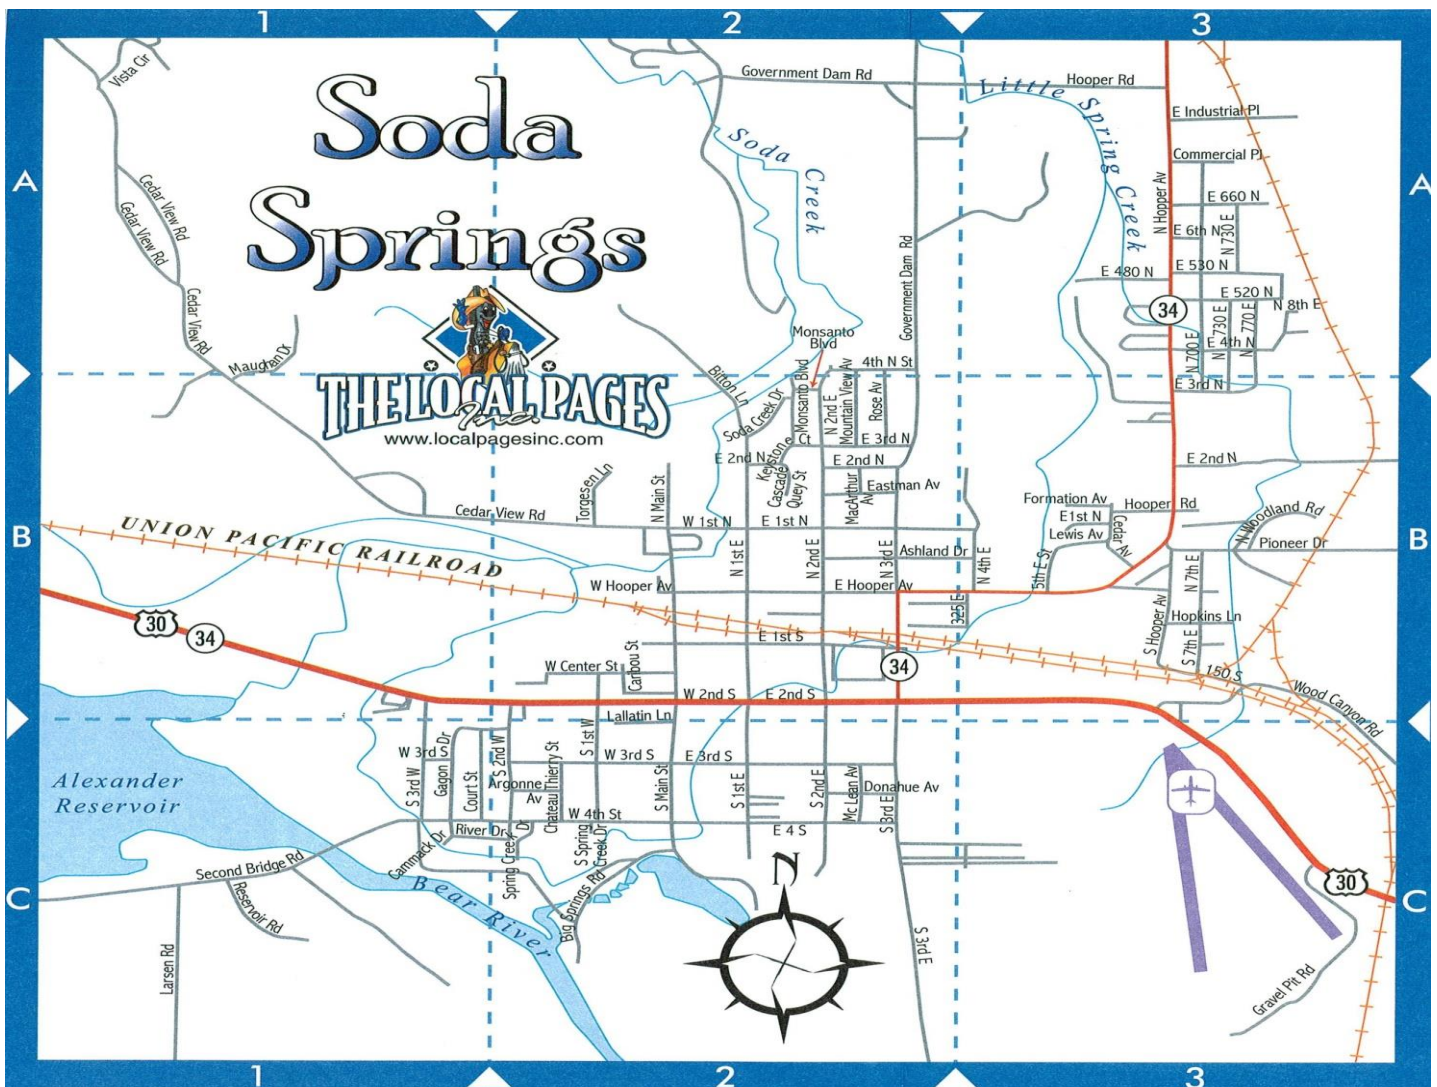 1
2
3
Vista Cir
Government Dam Rd
Hooper Rd
Soda
Springs
Little Spring Creek
E Industrial Pl
Soda Creek
Commercial Pl
A
A
Cedar View Rd
Cedar View Rd
N Hopper Av
E 660 N
E 6th N
N 730 E
Government Dam Rd
E 480 N
E 530 N
E 520 N
N 8th E
34
Cedar View Rd
Monsanto
Blvd
N 700 E
N 730 E
N 770 E
E 4th N
Maughan Dr
THE LOCAL PAGES
Inc.
www.localpagesinc.com
Bitton Ln
4th N St
Soda Creek Dr
Monsanto Blvd
N 2nd E
Mountain View Av
Rose Av
E 3rd N
E 3rd N
Keystone
Ct
E 2nd N
E 2nd N
E 2nd N
Cascade
Quey St
MacArthur
Av
Eastman Av
Torgesen Ln
N Main St
Formation Av
Hooper Rd
Cedar View Rd
W 1st N
E 1st N
E1st N
Lewis Av
Cedar Av
N Woodland Rd
Pioneer Dr
B
B
UNION PACIFIC RAILROAD
N 1st E
N 2nd E
N 3rd E
Ashland Dr
N 4th E
5th E St
N 7th E
W Hooper Av
E Hooper Av
325 E
S Hooper Av
Hopkins Ln
S 7th E
30
34
E 1st S
34
W Center St
Caribou St
150 S
W 2nd S
E 2nd S
Wood Canyon Rd
Lallatin Ln
S 1st W
W 3rd S
S 3rd W
Gagon Dr
Court St
S 2nd W
Argonne
Av
Chateau Thierry St
W 3rd S
E 3rd S
S Main St
S 1st E
S 2nd E
Mc Lean Av
Donahue Av
S 3rd E
Alexander
Reservoir
W 4th St
E 4 S
River Dr
Cammack Dr
Spring Creek Dr
S Spring
Creek Dr
Big Springs Rd
Second Bridge Rd
Reservoir Rd
Bear River
N
30
C
C
Larsen Rd
S 3rd E
Gravel Pit Rd
1
2
3